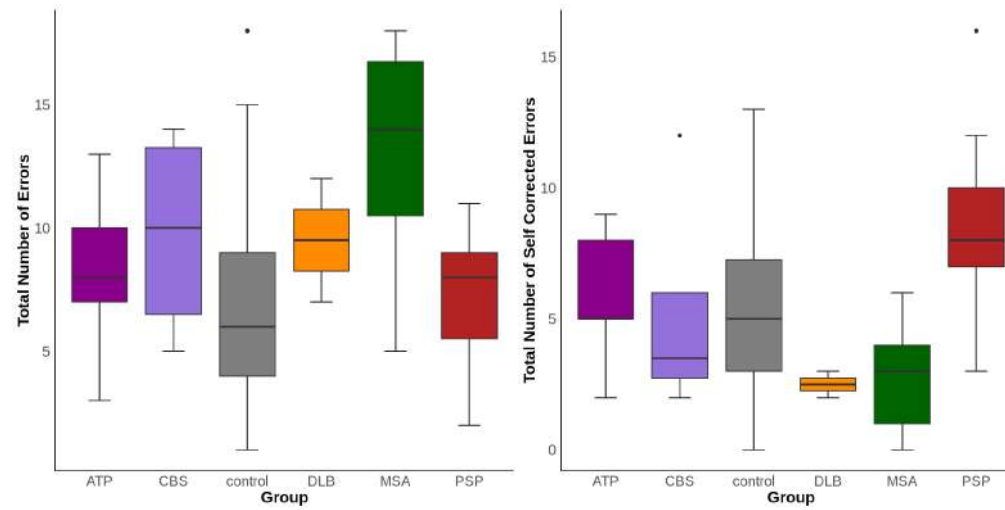 Total Number of Errors
15
10
5
ATP CBS control DLB MSA PSP
Group
Total Number of Self Corrected Errors
15
10
5
0
ATP CBS control DLB MSA PSP
Group